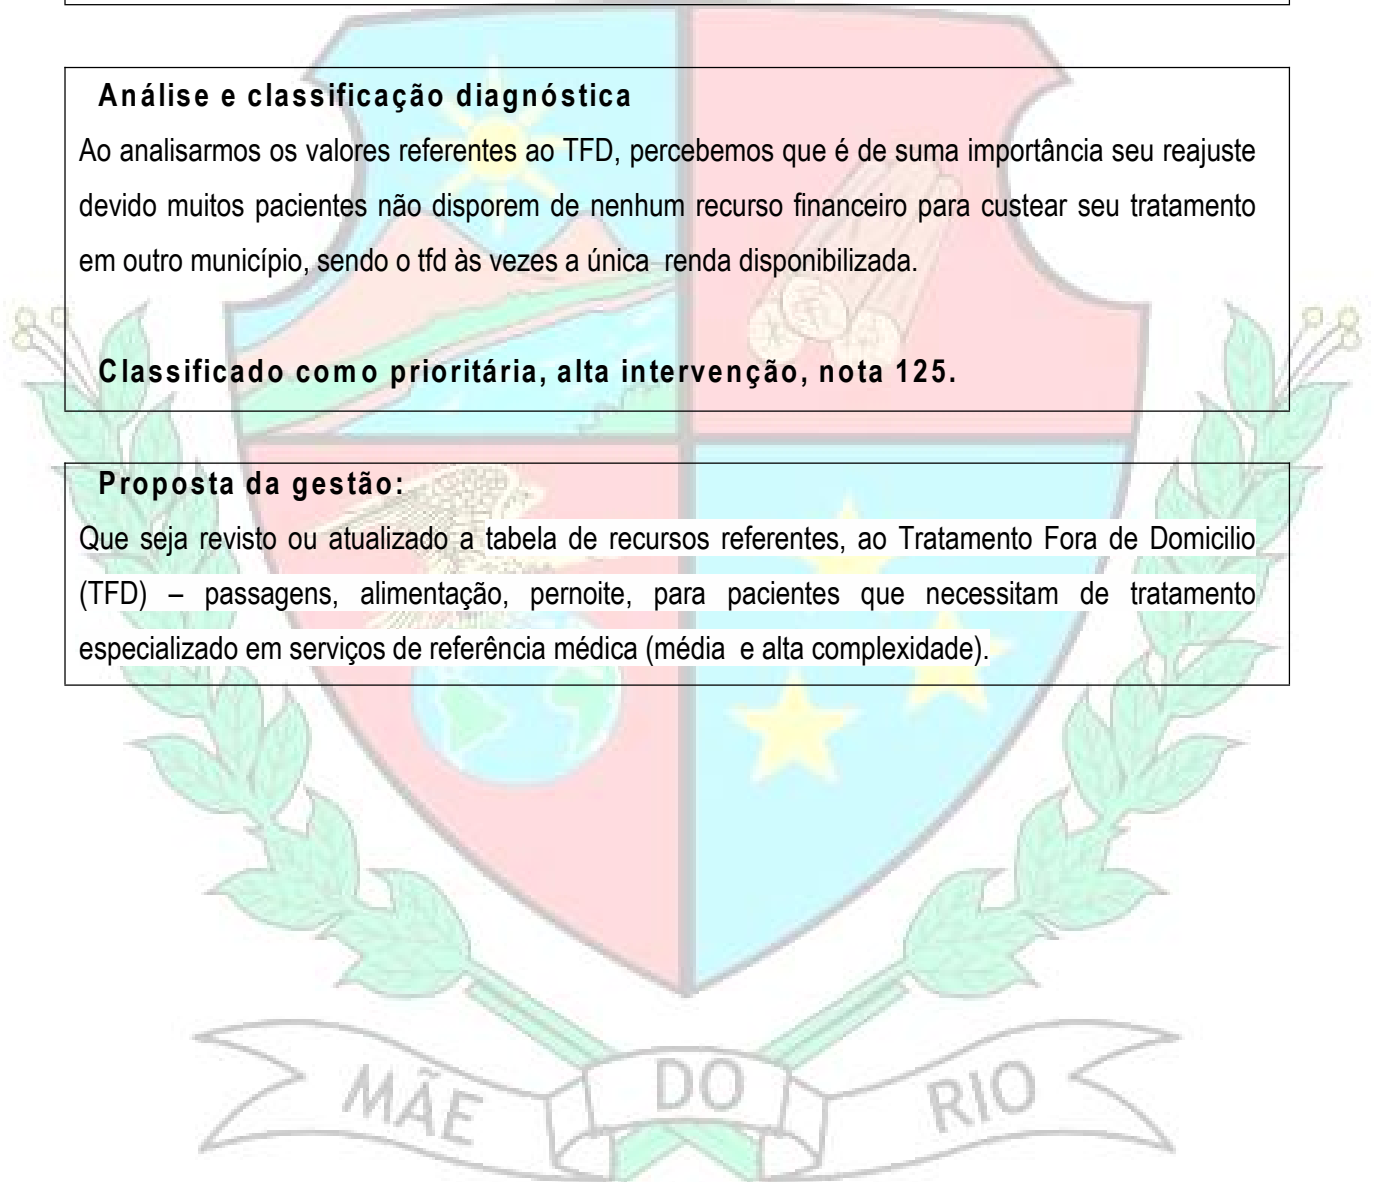 Análise e classificação diagnóstica
Ao analisarmos os valores referentes ao TFD, percebemos que é de suma importância seu reajuste
devido muitos pacientes não disporem de nenhum recurso financeiro para custear seu tratamento
em outro município, sendo o tfd às vezes a única renda disponibilizada.
Classificado como prioritária, alta intervenção, nota 125.
Proposta da gestão:
Que seja revisto ou atualizado a tabela de recursos referentes, ao Tratamento Fora de Domicilio
(TFD) – passagens, alimentação, pernoite, para pacientes que necessitam de tratamento
especializado em serviços de referência médica (média e alta complexidade).
MÃE DO RIO